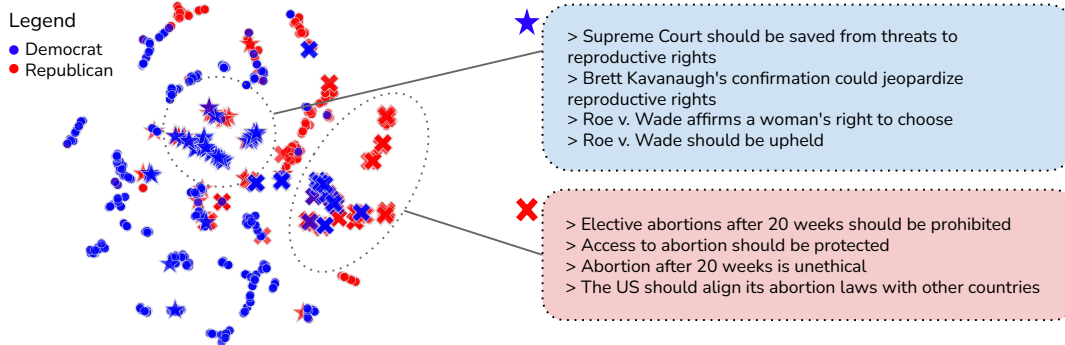 Legend
Democrat
Republican
> Supreme Court should be saved from threats to
reproductive rights
> Brett Kavanaugh's confirmation could jeopardize
reproductive rights
> Roe v. Wade affirms a woman's right to choose
> Roe v. Wade should be upheld
> Elective abortions after 20 weeks should be prohibited
> Access to abortion should be protected
> Abortion after 20 weeks is unethical
> The US should align its abortion laws with other countries